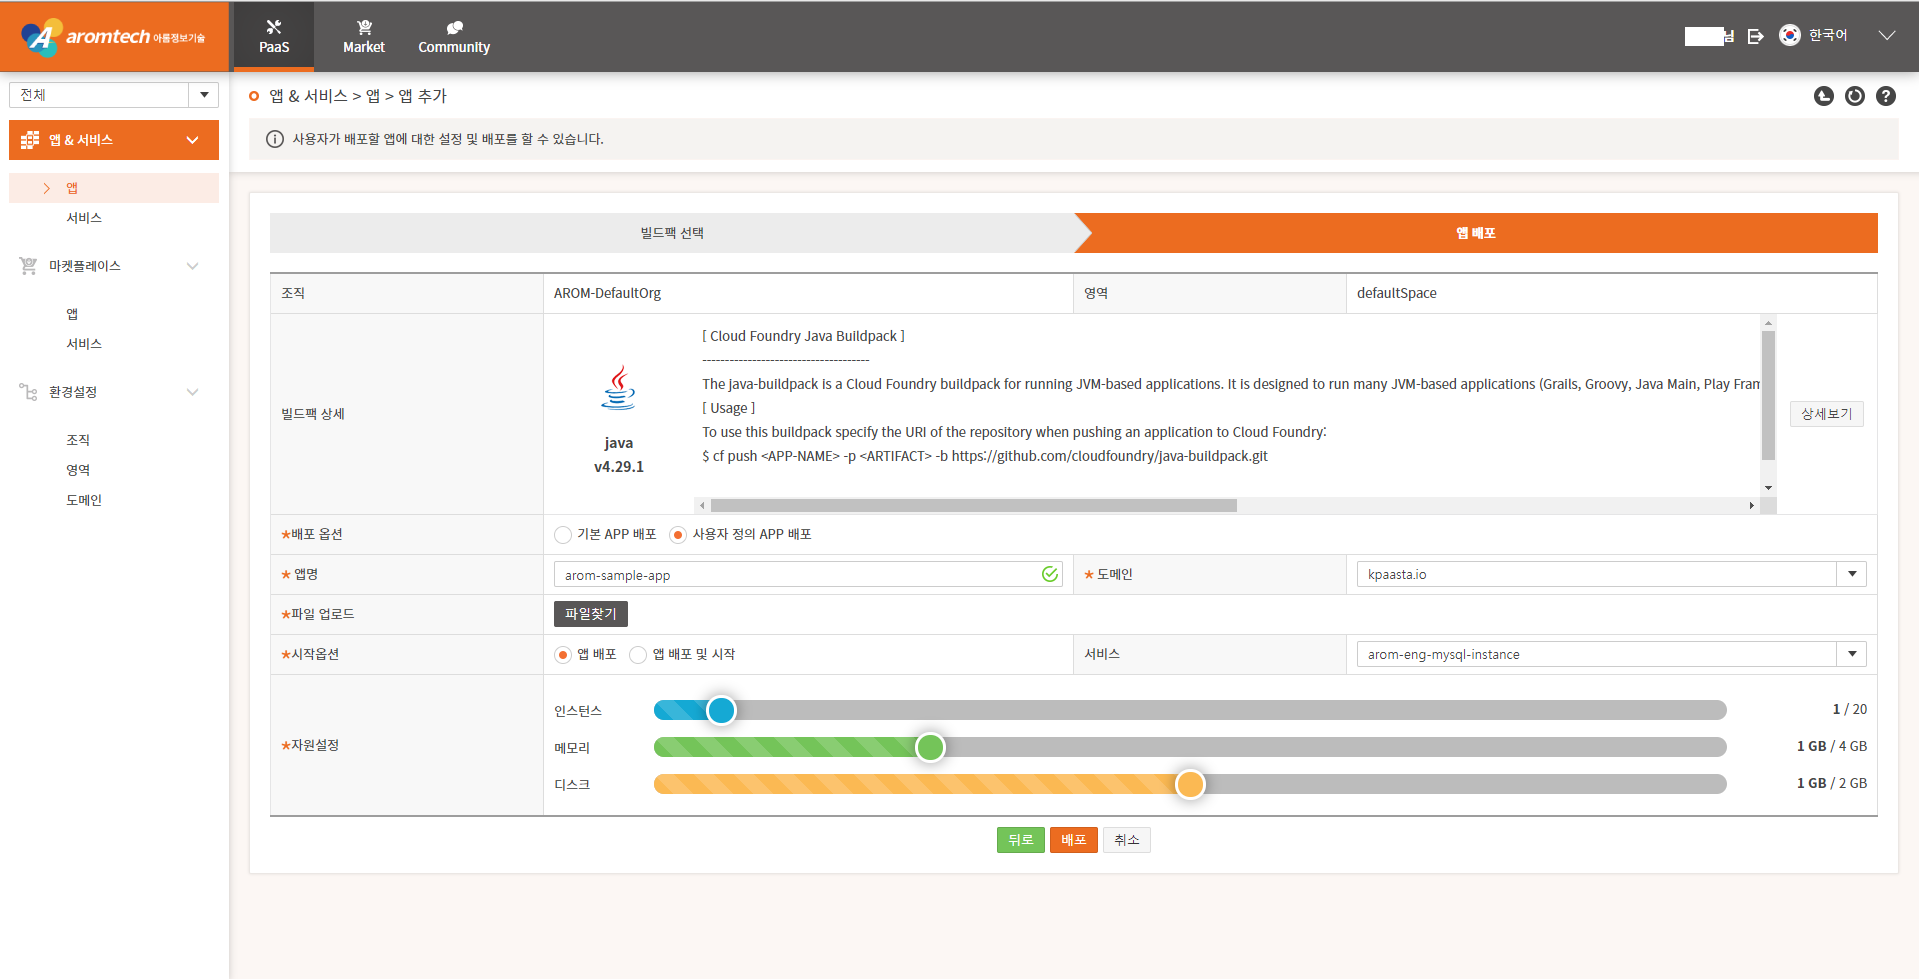 A aromtech 아롬정보기술
PaaS
Market
Community
님
한국어
전체
앱 & 서비스
앱
서비스
마켓플레이스
앱
서비스
환경설정
조직
영역
도메인
앱 & 서비스 > 앱 > 앱 추가
사용자가 배포할 앱에 대한 설정 및 배포를 할 수 있습니다.
빌드팩 선택
앱 배포
조직
AROM-DefaultOrg
영역
defaultSpace
빌드팩 상세
java
v4.29.1
[ Cloud Foundry Java Buildpack ]
-------------------------------------
The java-buildpack is a Cloud Foundry buildpack for running JVM-based applications. It is designed to run many JVM-based applications (Grails, Groovy, Java Main, Play Fram
[ Usage ]
To use this buildpack specify the URI of the repository when pushing an application to Cloud Foundry:
$ cf push <APP-NAME> -p <ARTIFACT> -b https://github.com/cloudfoundry/java-buildpack.git
상세보기
*배포 옵션
기본 APP 배포
사용자 정의 APP 배포
* 앱명
arom-sample-app
* 도메인
kpaasta.io
*파일 업로드
파일찾기
*시작옵션
앱 배포
앱 배포 및 시작
서비스
arom-eng-mysql-instance
*자원설정
인스턴스
1 / 20
메모리
1 GB / 4 GB
디스크
1 GB / 2 GB
뒤로
배포
취소